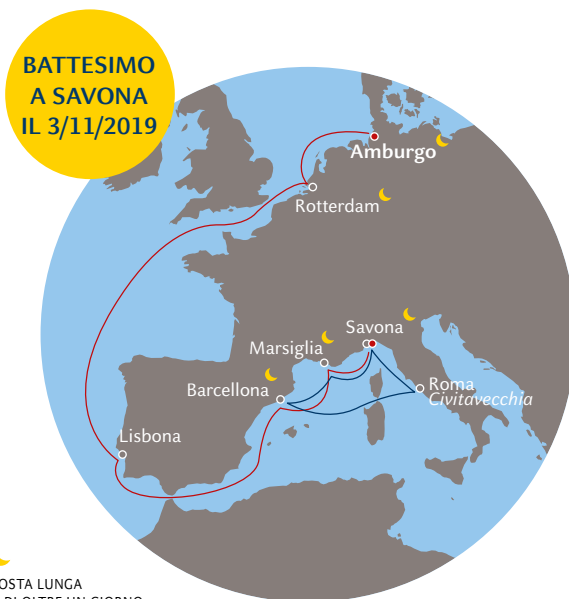 BATTESIMO
A SAVONA
IL 3/11/2019
Amburgo
Rotterdam
Savona
Marsiglia
Barcellona
Roma
Civitavecchia
Lisbona
OSTA LUNGA